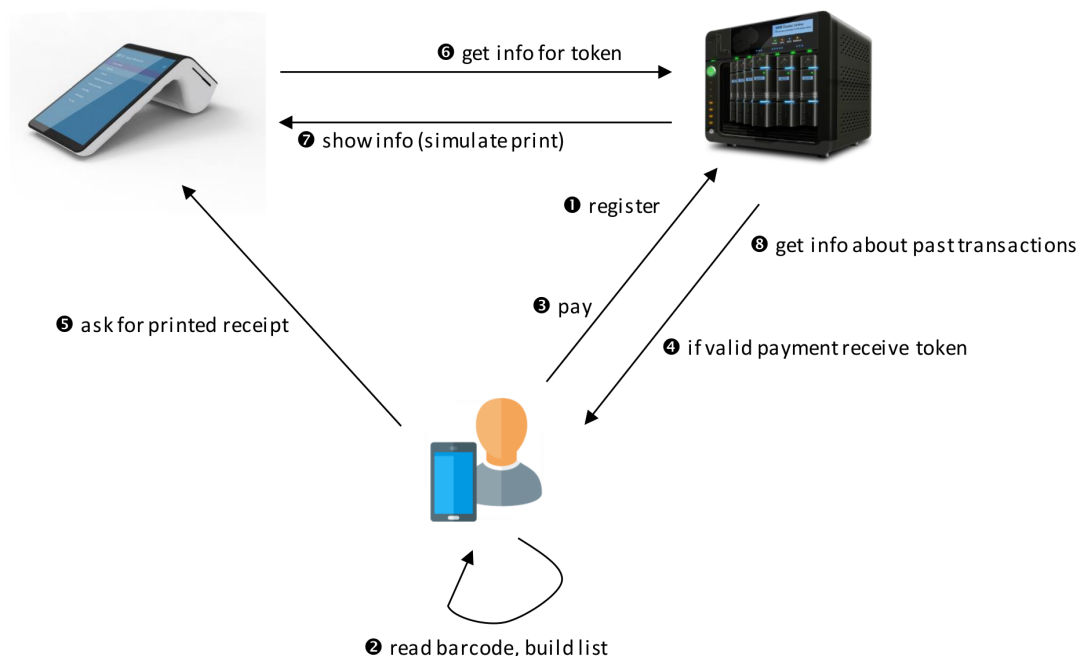 ❻ get info for token
❼ show info (simulate print)
❶ register
❽ get info about past transactions
❸ pay
❺ ask for printed receipt
❹ if valid payment receive token
❷ read barcode, build list